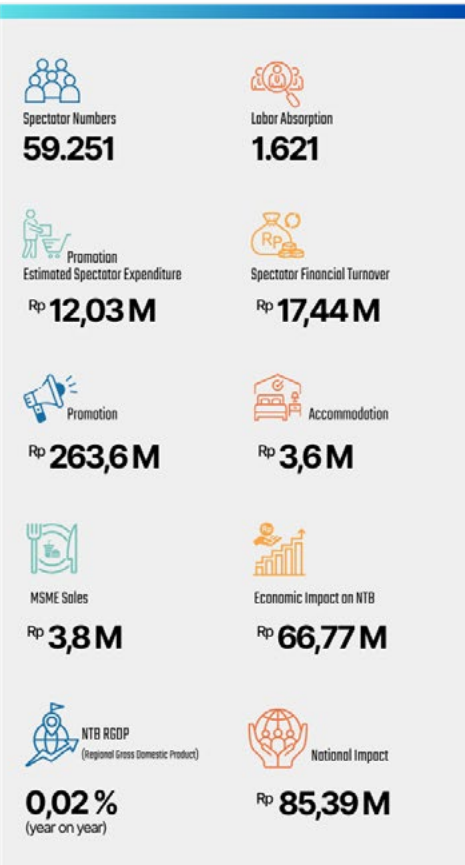 Spectator Numbers
59.251
Labor Absorption
1.621
Promotion
Estimated Spectator Expenditure
Rp 12,03 M
Rp
Spectator Financial Turnover
Rp 17,44 M
Promotion
Rp 263,6 M
Accommodation
Rp 3,6 M
MSME Sales
Rp 3,8 M
Economic Impact on NTB
Rp 66,77 M
NTB RGDP
(Regional Gross Domestic Product)
0,02 %
(year on year)
National Impact
Rp 85,39 M